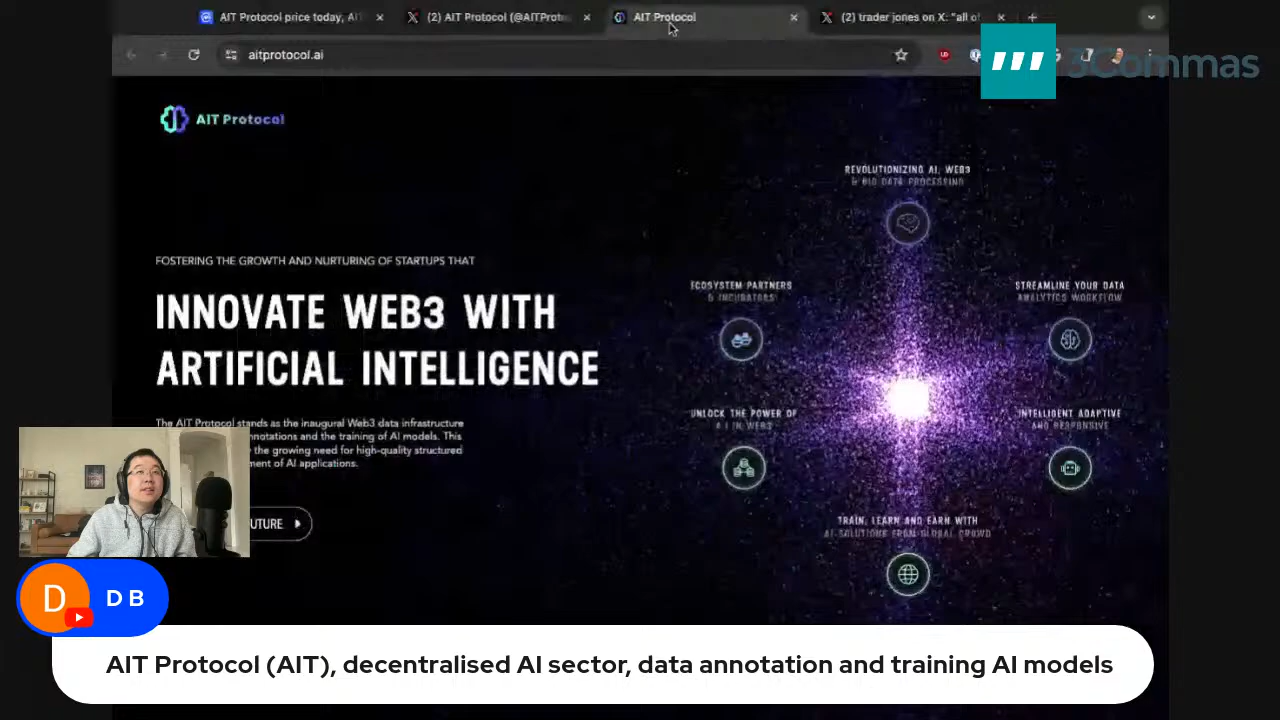 AIT Protocol price today, AI
(2) AIT Protocol (@AITProto
AIT Protocol
(2) trader jones on X: "all of
aitprotocol.ai
3Commas
AIT Protocol
REVOLUTIONIZING AI, WEB3
& BIG DATA PROCESSING
FOSTERING THE GROWTH AND NURTURING OF STARTUPS THAT
INNOVATE WEB3 WITH
ARTIFICIAL INTELLIGENCE
ECOSYSTEM PARTNERS
& INCUBATORS
STREAMLINE YOUR DATA
ANALYTICS WORKFLOW
UNLOCK THE POWER OF
A.I IN WEB3
INTELLIGENT ADAPTIVE
AND RESPONSIVE
The AIT Protocol stands as the inaugural Web3 data infrastructure
nnotations and the training of AI models. This
the growing need for high-quality structured
ment of AI applications.
UTURE
TRAIN, LEARN AND EARN WITH
AI-SOLUTIONS FROM GLOBAL CROWD
D
D B
AIT Protocol (AIT), decentralised AI sector, data annotation and training AI models